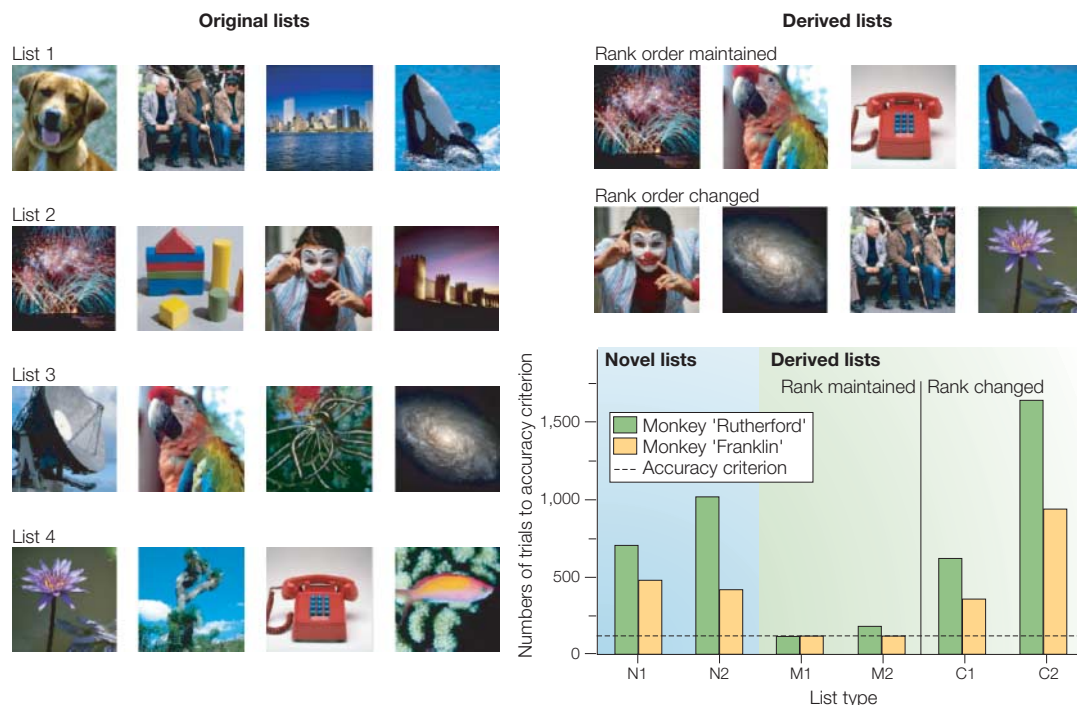 Original lists
List 1
List 2
List 3
List 4
Derived lists
Rank order maintained
Rank order changed
Numbers of trials to accuracy criterion
Novel lists
Derived lists
Rank maintained
Rank changed
Monkey 'Rutherford'
Monkey 'Franklin'
Accuracy criterion
1,500
1,000
500
0
N1 N2 M1 M2 C1 C2
List type